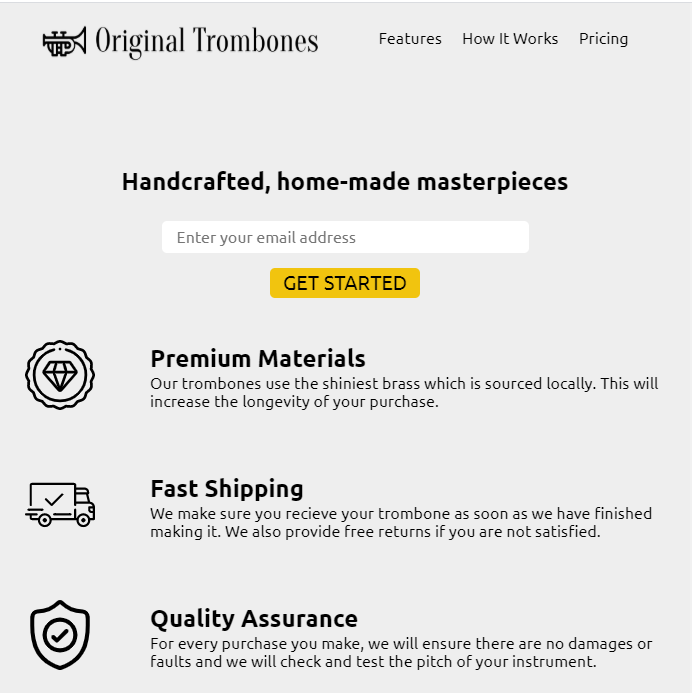 Original Trombones
Features How It Works Pricing
Handcrafted, home-made masterpieces
Enter your email address
GET STARTED
Premium Materials
Our trombones use the shiniest brass which is sourced locally. This will
increase the longevity of your purchase.
Fast Shipping
We make sure you recieve your trombone as soon as we have finished
making it. We also provide free returns if you are not satisfied.
Quality Assurance
For every purchase you make, we will ensure there are no damages or
faults and we will check and test the pitch of your instrument.